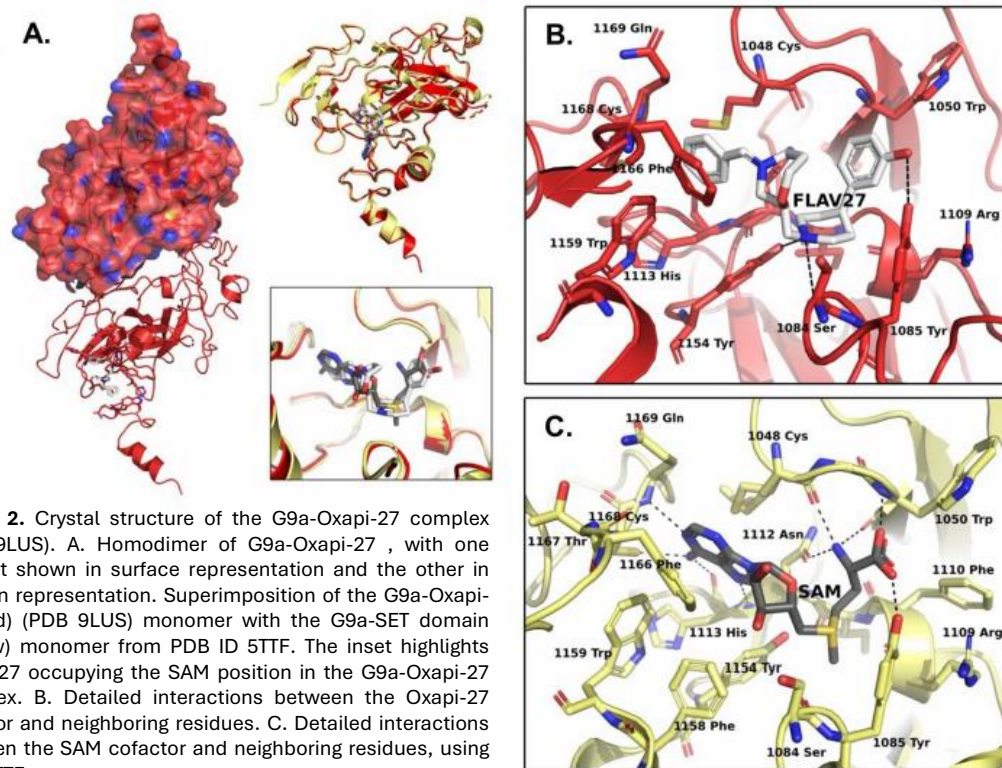 A.
B.
1169 Gln
1048 Cys
1168 Cys
1050 Trp
1166 Phe
FLAV27
1109 Arg
1159 Trp
1113 His
1084 Ser
1085 Tyr
1154 Tyr
C.
1169 Gln
1048 Cys
1168 Cys
1050 Trp
1167 Thr
1112 Asn
1166 Phe
1110 Phe
SAM
1113 His
1109 Arg
1159 Trp
1154 Tyr
1158 Phe
1085 Tyr
1084 Ser
2. Crystal structure of the G9a-Oxapi-27 complex
9LUS). A. Homodimer of G9a-Oxapi-27 , with one
t shown in surface representation and the other in
n representation. Superimposition of the G9a-Oxapi-
d) (PDB 9LUS) monomer with the G9a-SET domain
w) monomer from PDB ID 5TTF. The inset highlights
27 occupying the SAM position in the G9a-Oxapi-27
ex. B. Detailed interactions between the Oxapi-27
or and neighboring residues. C. Detailed interactions
en the SAM cofactor and neighboring residues, using